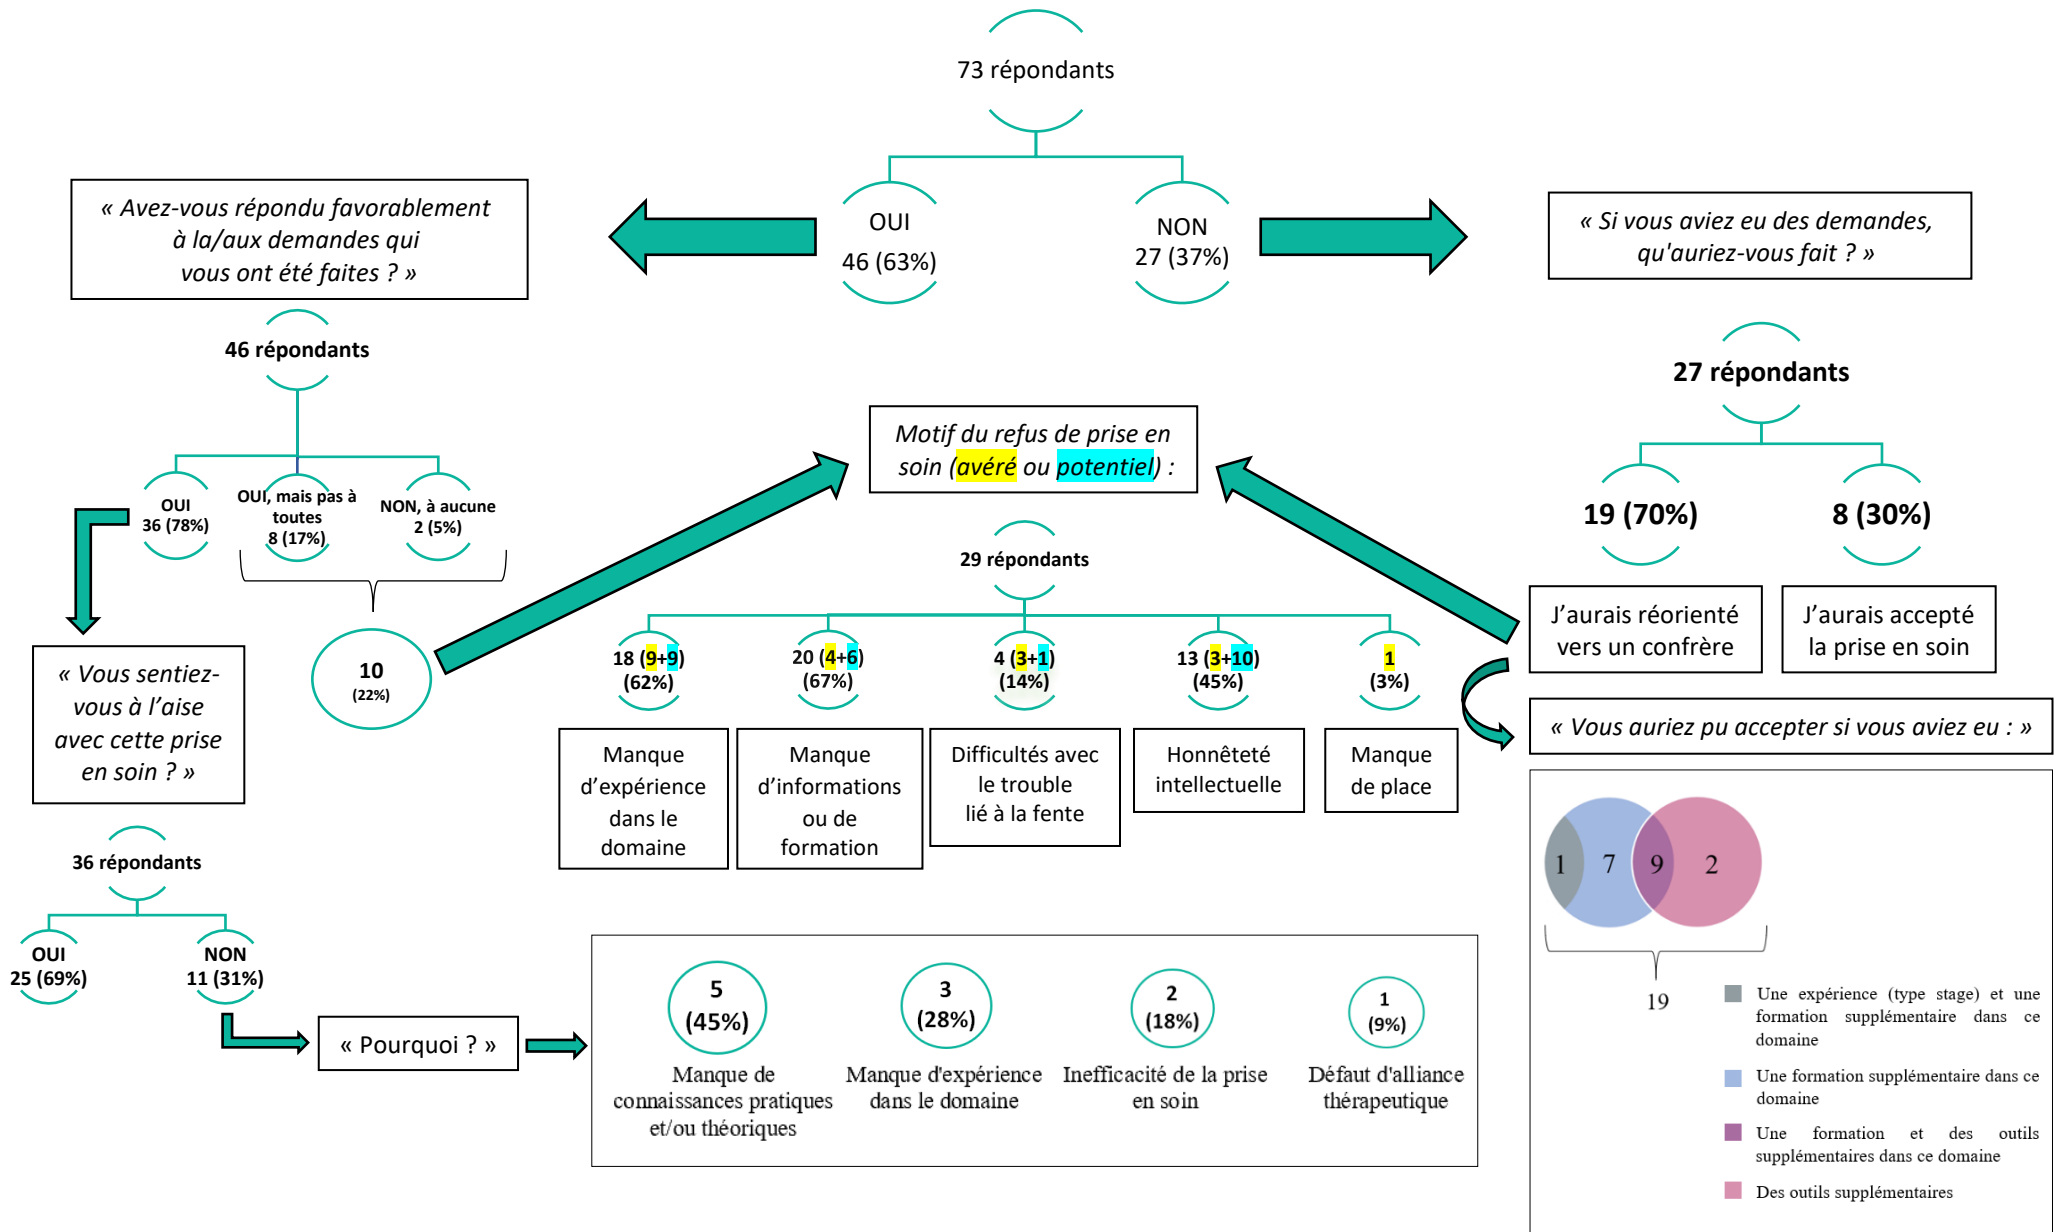 73 répondants
OUI
46 (63%)
NON
27 (37%)
« Avez-vous répondu favorablement
à la/aux demandes qui
vous ont été faites ? »
« Si vous aviez eu des demandes,
qu'auriez-vous fait ? »
46 répondants
OUI
36 (78%)
OUI, mais pas à
toutes
8 (17%)
NON, à aucune
2 (5%)
10
(22%)
27 répondants
19 (70%)
8 (30%)
J’aurais réorienté
vers un confrère
J’aurais accepté
la prise en soin
Motif du refus de prise en
soin (avéré ou potentiel) :
29 répondants
18 (9+9)
(62%)
20 (4+6)
(67%)
4 (3+1)
(14%)
13 (3+10)
(45%)
1
(3%)
Manque
d’expérience
dans le
domaine
Manque
d’informations
ou de
formation
Difficultés avec
le trouble
lié à la fente
Honnêteté
intellectuelle
Manque
de place
« Vous sentiez-
vous à l’aise
avec cette prise
en soin ? »
36 répondants
OUI
25 (69%)
NON
11 (31%)
« Pourquoi ? »
5
(45%)
Manque de
connaissances pratiques
et/ou théoriques
3
(28%)
Manque d'expérience
dans le domaine
2
(18%)
Inefficacité de la prise
en soin
1
(9%)
Défaut d'alliance
thérapeutique
« Vous auriez pu accepter si vous aviez eu : »
1 7 9 2
19
Une expérience (type stage) et une
formation supplémentaire dans ce
domaine
Une formation supplémentaire dans ce
domaine
Une formation et des outils
supplémentaires dans ce domaine
Des outils supplémentaires